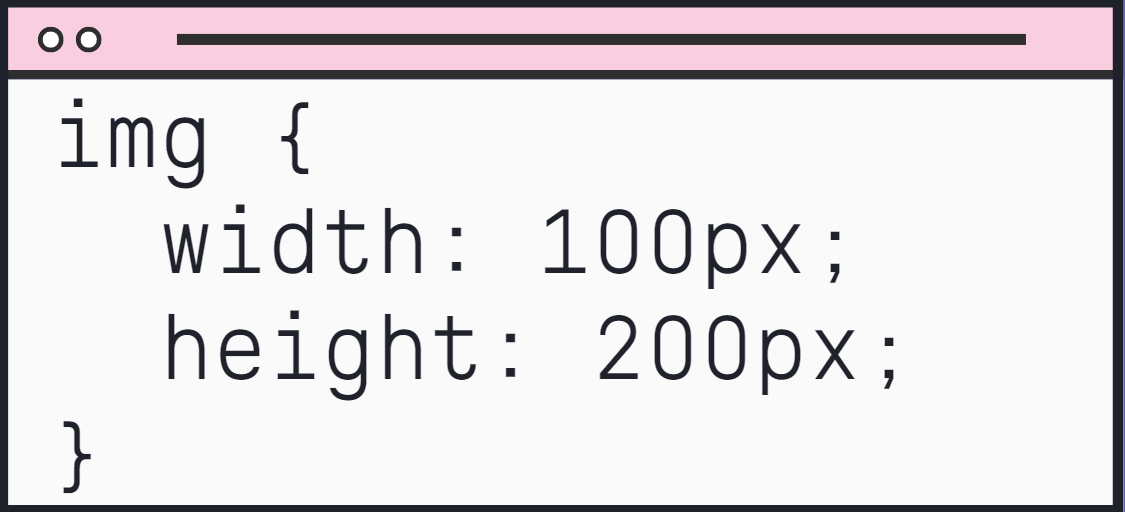 img {
  width: 100px;
  height: 200px;
}